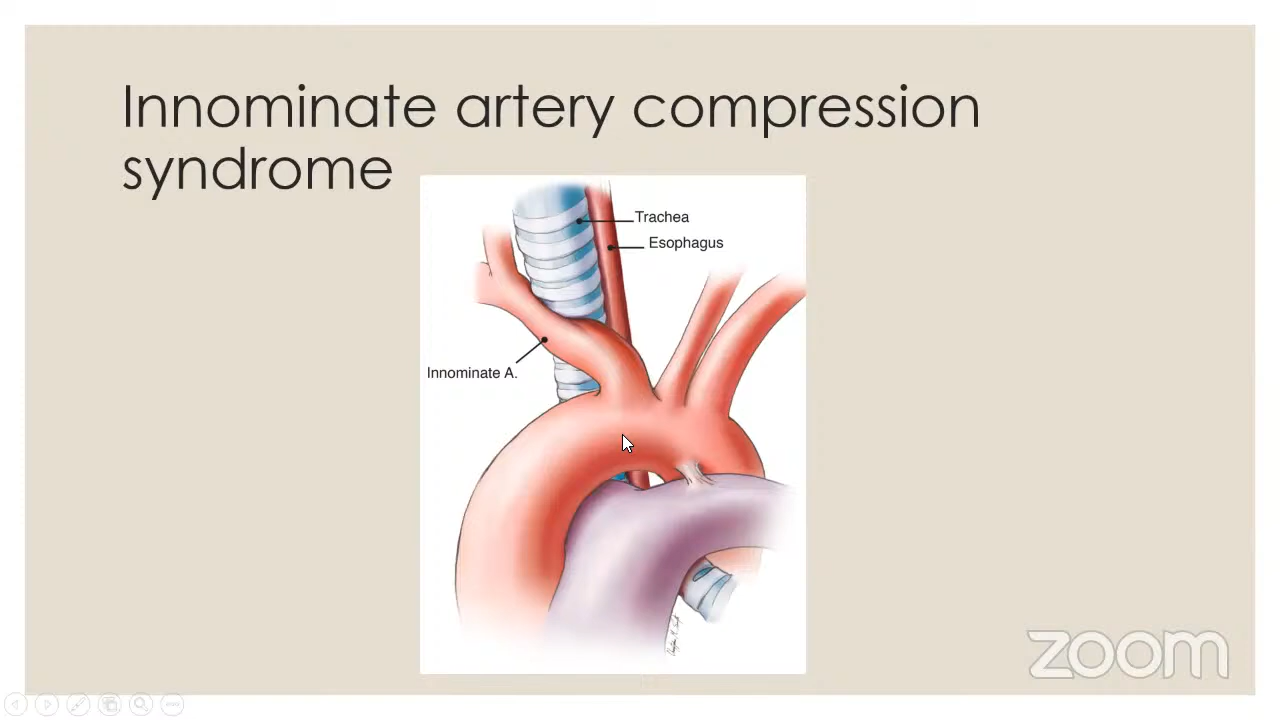 Innominate artery compression
syndrome
Trachea
Esophagus
Innominate A.
zoom